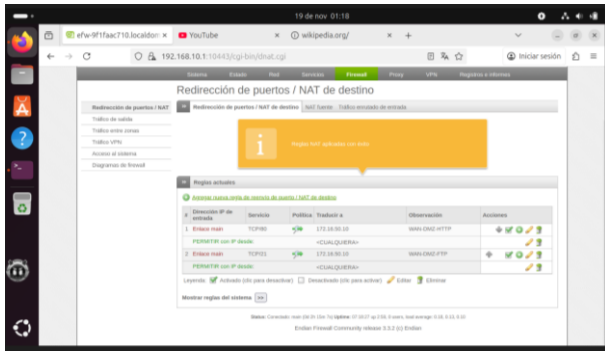 19 de nov 01:18
efw-9f1faac710.localdom ×
YouTube ×
wikipedia.org/ ×
192.168.10.1:10443/cgi-bin/dnat.cgi
Iniciar sesión
Sistema Estado Red Servicios Firewall Proxy VPN Registros e informes
Redirección de puertos / NAT de destino
Redirección de puertos / NAT
Tráfico de salida
Tráfico entre zonas
Tráfico VPN
Acceso al sistema
Diagramas de firewall
Redirección de puertos / NAT de destino NAT fuente Tráfico enrutado de entrada
Reglas NAT aplicadas con éxito
Reglas actuales
Agregar nueva regla de reenvío de puerto / NAT de destino
# Dirección IP de entrada Servicio Política Traducir a Observación Acciones
1 Enlace main TCP/80 172.16.50.10 WAN-DMZ-HTTP
PERMITIR con IP desde: <CUALQUIERA>
2 Enlace main TCP/21 172.16.50.10 WAN-DMZ-FTP
PERMITIR con IP desde: <CUALQUIERA>
Leyenda: Activado (clic para desactivar) Desactivado (clic para activar) Editar Eliminar
Mostrar reglas del sistema >>
Status: Conectado: main
Endian Firewall Community release 3.3.2 (c) Endian